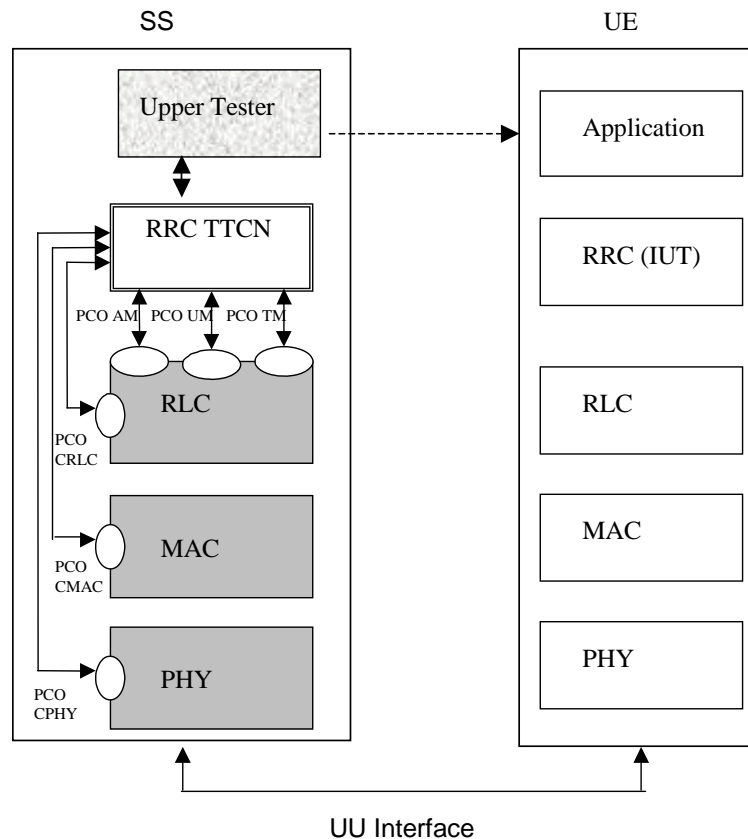 SS
UE
Upper Tester
Application
RRC TTCN
RRC (IUT)
PCO AM
PCO UM
PCO TM
RLC
RLC
PCO
CRLC
MAC
MAC
PCO
CMAC
PHY
PHY
PCO
CPHY
UU Interface